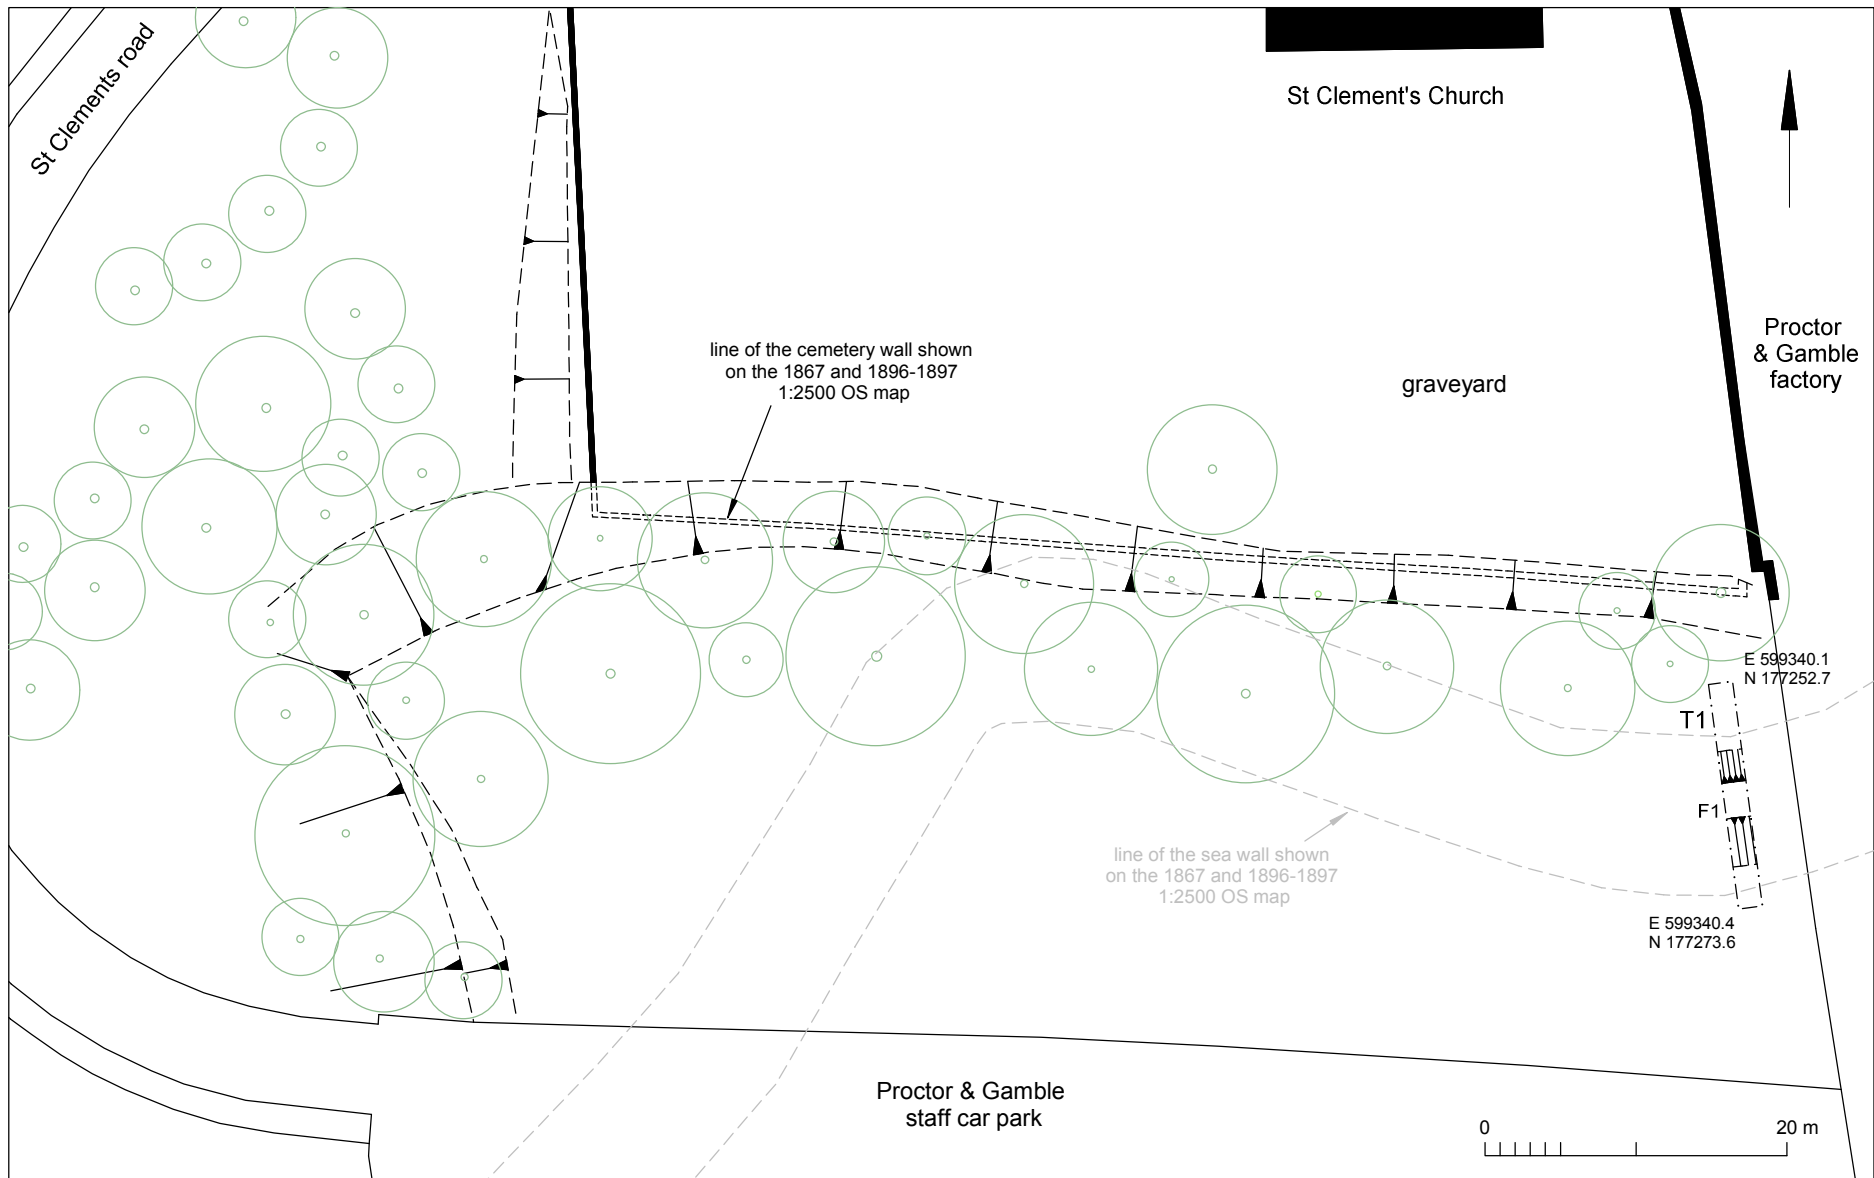 St Clements road
St Clement's Church
Proctor
& Gamble
factory
line of the cemetery wall shown
on the 1867 and 1896-1897
1:2500 OS map
graveyard
E 599340.1
N 177252.7
T1
F1
line of the sea wall shown
on the 1867 and 1896-1897
1:2500 OS map
E 599340.4
N 177273.6
Proctor & Gamble
staff car park
0 20 m